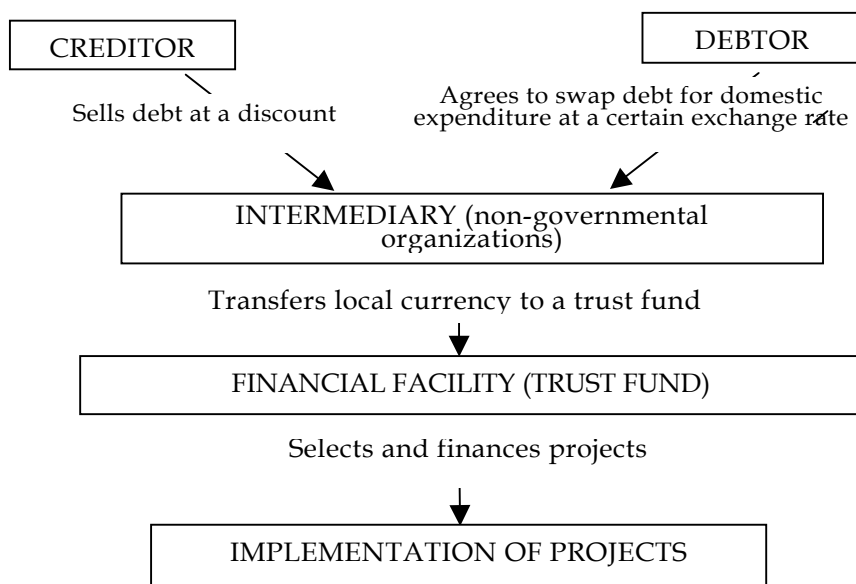 CREDITOR
DEBTOR
Sells debt at a discount
Agrees to swap debt for domestic
expenditure at a certain exchange rate
INTERMEDIARY (non-governmental
organizations)
Transfers local currency to a trust fund
FINANCIAL FACILITY (TRUST FUND)
Selects and finances projects
IMPLEMENTATION OF PROJECTS